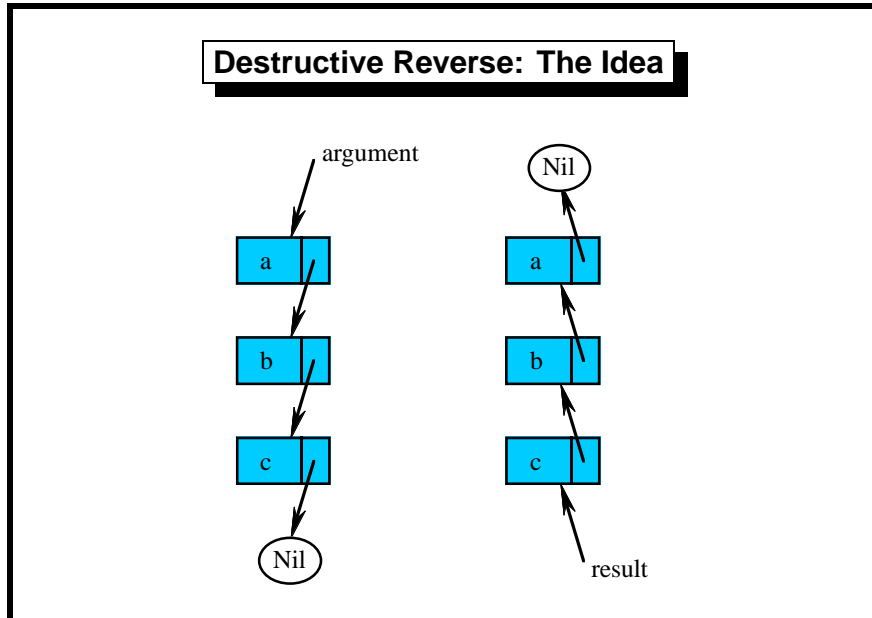 Destructive Reverse: The Idea
argument
a
b
c
Nil
Nil
a
b
c
result